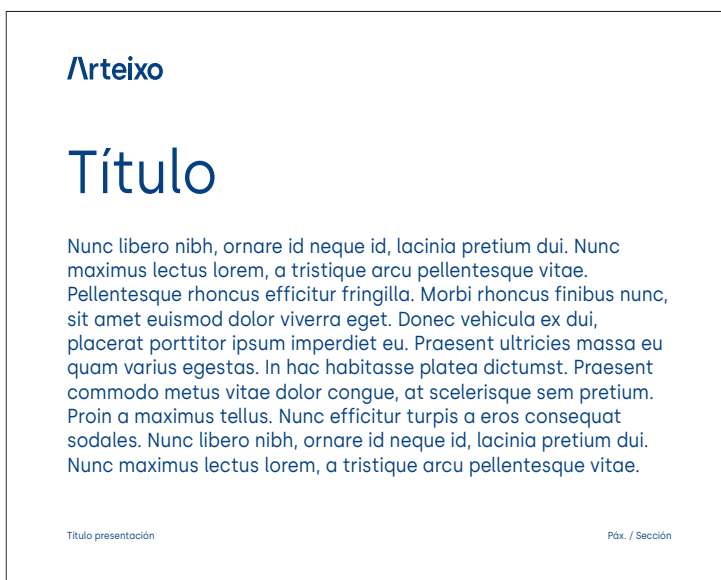 Arteixo
Título
Nunc libero nibh, ornare id neque id, lacinia pretium dui. Nunc
maximus lectus lorem, a tristique arcu pellentesque vitae.
Pellentesque rhoncus efficitur fringilla. Morbi rhoncus finibus nunc,
sit amet euismod dolor viverra eget. Donec vehicula ex dui,
placerat porttitor ipsum imperdiet eu. Praesent ultricies massa eu
quam varius egestas. In hac habitasse platea dictumst. Praesent
commodo metus vitae dolor congue, at scelerisque sem pretium.
Proin a maximus tellus. Nunc efficitur turpis a eros consequat
sodales. Nunc libero nibh, ornare id neque id, lacinia pretium dui.
Nunc maximus lectus lorem, a tristique arcu pellentesque vitae.
Título presentación
Páx. / Sección